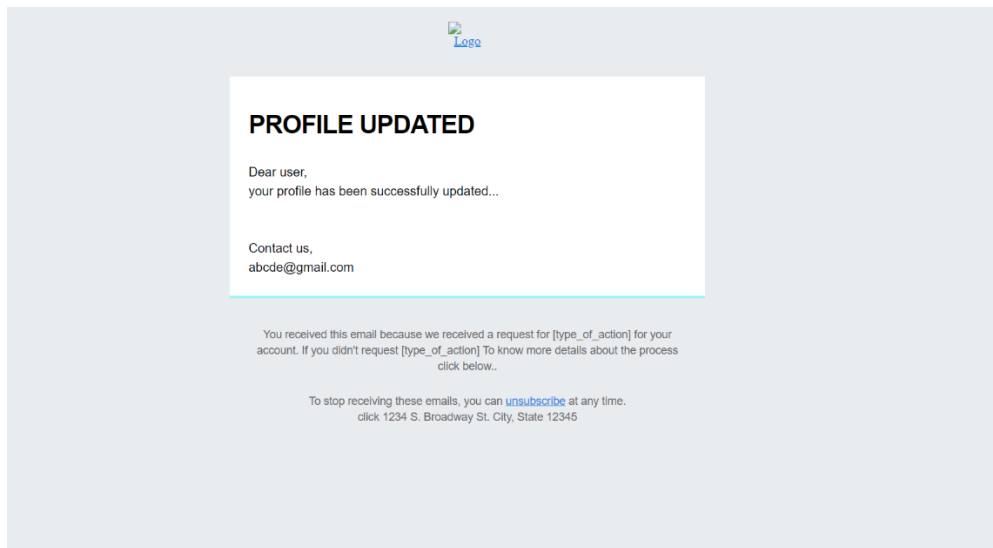 Logo
PROFILE UPDATED
Dear user,
your profile has been successfully updated...
Contact us,
abcde@gmail.com
You received this email because we received a request for [type_of_action] for your
account. If you didn't request [type_of_action] To know more details about the process
click below..
To stop receiving these emails, you can unsubscribe at any time.
click 1234 S. Broadway St. City, State 12345